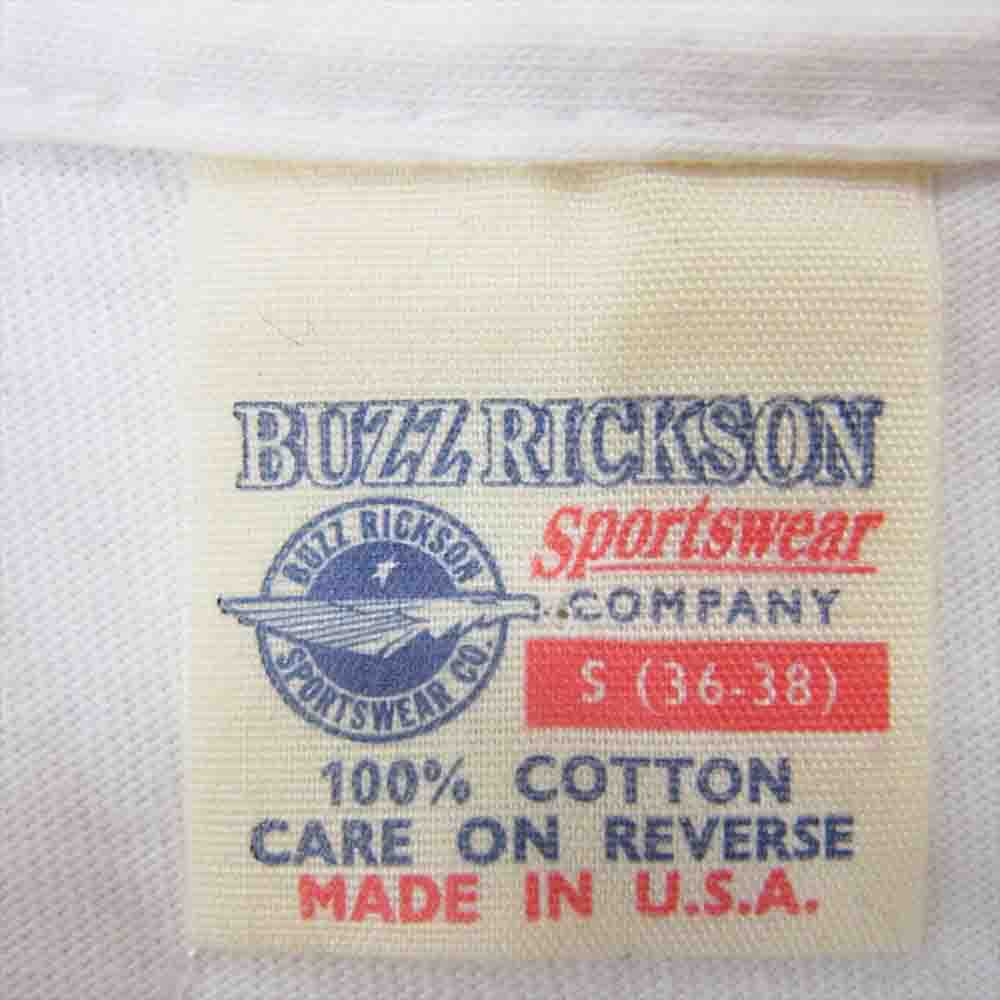 BUZZ RICKSON
Sportswear
COMPANY
BUZZ RICKSON
SPORTSWEAR CO.
S (36-38)
100% COTTON
CARE ON REVERSE
MADE IN U.S.A.